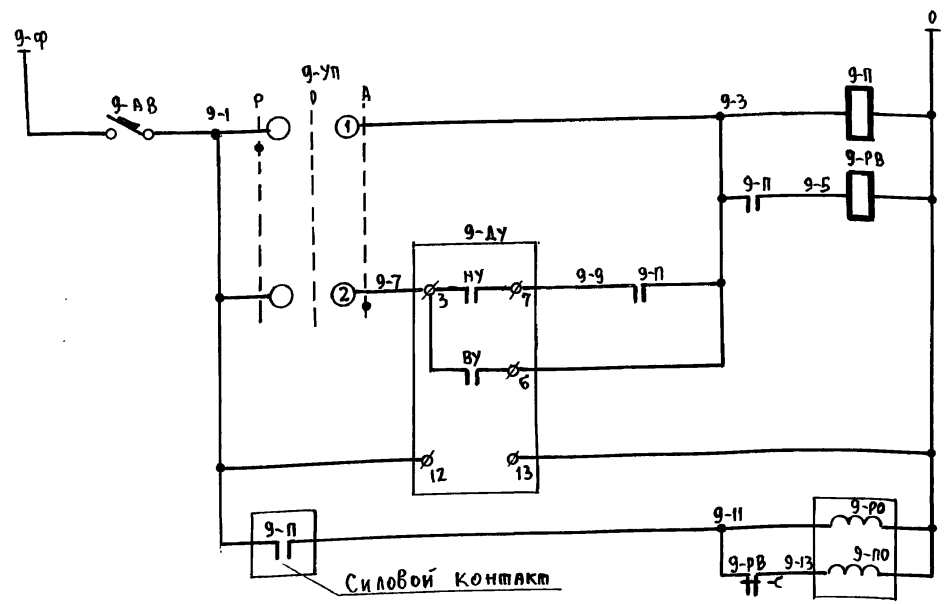 9-Ф
О
9-УП
9-П
Р
О
А
9-АВ
9-1
1
9-3
9-РВ
9-П
9-5
9-ДУ
2
9-7
3
НУ
7
9-9
9-П
ВУ
6
12
13
9-П
9-11
9-РО
9-РВ
9-13
9-ПО
Силовой контакт